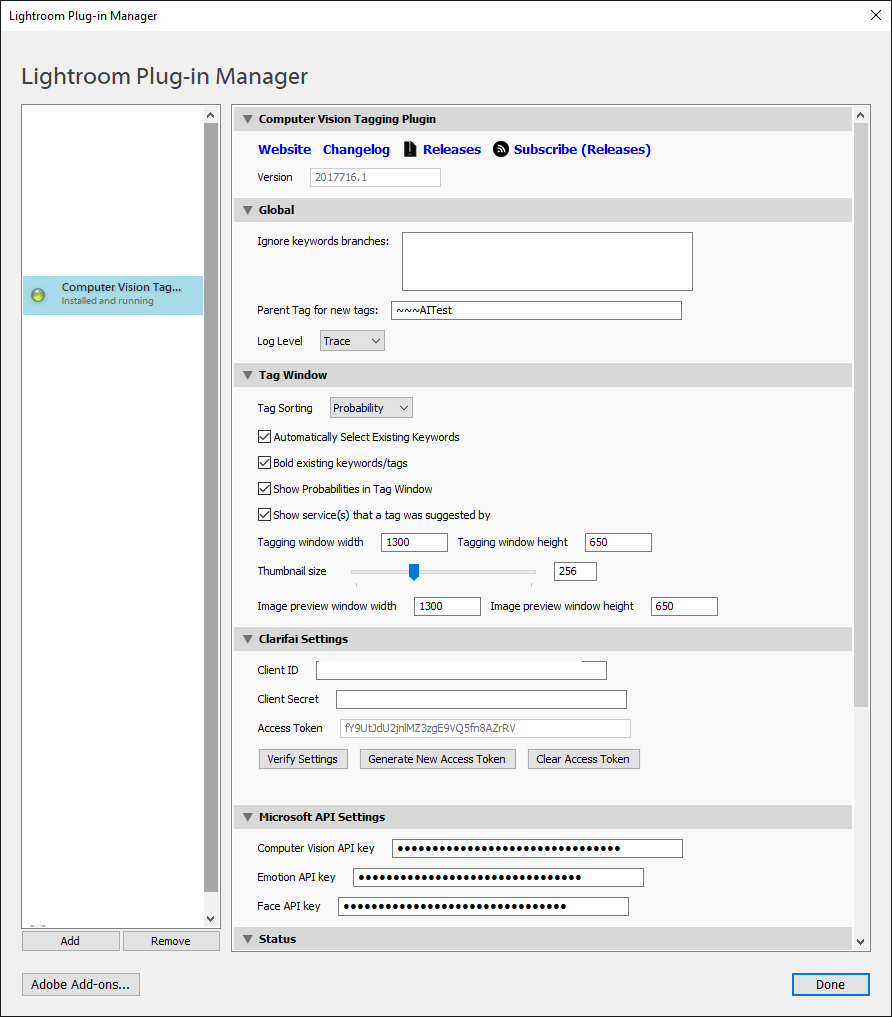 Lightroom Plug-in Manager
Lightroom Plug-in Manager
Computer Vision Tag...
Installed and running
Add Remove
Computer Vision Tagging Plugin
Website Changelog Releases Subscribe (Releases)
Version 2017716.1
Global
Ignore keywords branches:
Parent Tag for new tags: ~~~AITest
Log Level Trace
Tag Window
Tag Sorting Probability
Automatically Select Existing Keywords
Bold existing keywords/tags
Show Probabilities in Tag Window
Show service(s) that a tag was suggested by
Tagging window width 1300 Tagging window height 650
Thumbnail size 256
Image preview window width 1300 Image preview window height 650
Clarifai Settings
Client ID
Client Secret
Access Token fY9UtJdU2jnlMZ3zgE9VQ5fn8AZrRV
Verify Settings Generate New Access Token Clear Access Token
Microsoft API Settings
Computer Vision API key ••••••••••••••••••••••••••••••••
Emotion API key ••••••••••••••••••••••••••••••••
Face API key ••••••••••••••••••••••••••••••••
Status
Adobe Add-ons... Done